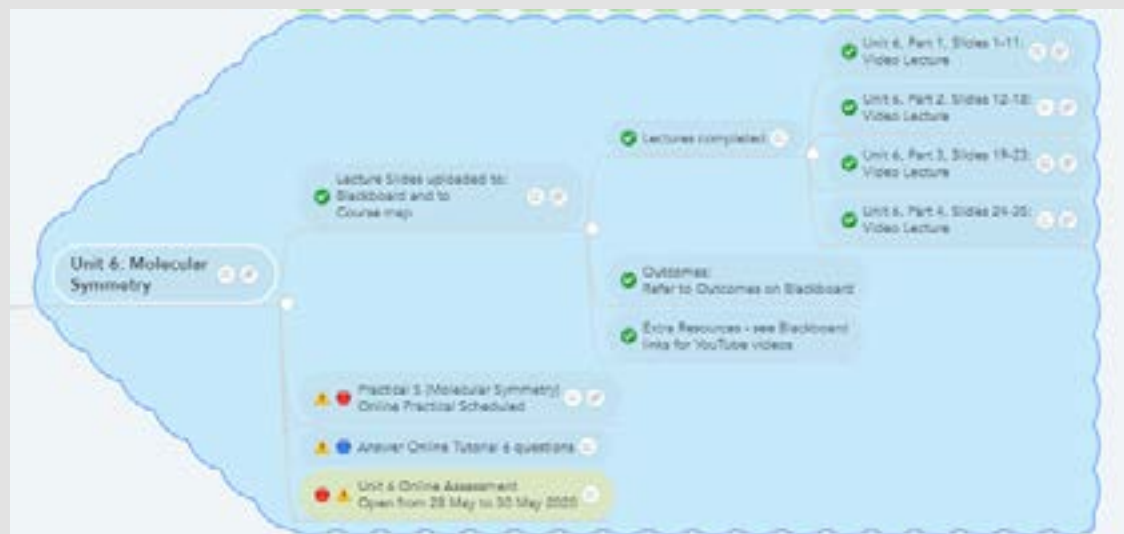 Unit 6. Molecular
Symmetry
Lecture Slides uploaded to:
Blackboard and to
Course map
Lectures completed
Unit 6, Part 1, Slides 1-11:
Video Lecture
Unit 6, Part 2, Slides 12-18:
Video Lecture
Unit 6, Part 3, Slides 19-23:
Video Lecture
Unit 6, Part 4, Slides 24-35:
Video Lecture
Outcomes:
Refer to Outcomes on Blackboard
Extra Resources - see Blackboard
links for YouTube videos
Practical 5 (Molecular Symmetry)
Online Practical Scheduled
Answer Online Tutorial 6 questions
Unit 6 Online Assessment
Open from 28 May to 30 May 2020